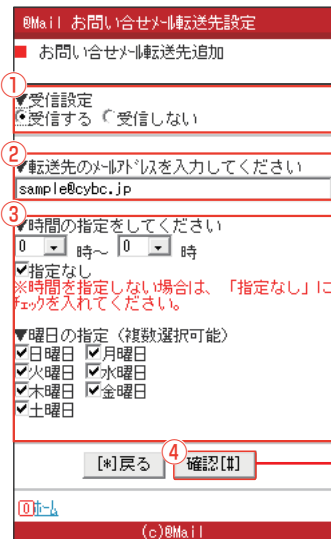 @Mail お問い合せﾒｰﾙ転送先設定
■ お問い合せﾒｰﾙ転送先追加
①
▼受信設定
受信する 受信しない
②
▼転送先のﾒｰﾙｱﾄﾞﾚｽを入力してください
sample@cybc.jp
③
▼時間の指定をしてください
0 時～ 0 時
指定なし
※時間を指定しない場合は、「指定なし」に
ﾁｪｯｸを入れてください。
▼曜日の指定（複数選択可能）
日曜日 月曜日
火曜日 水曜日
木曜日 金曜日
土曜日
④
[*]戻る 確認[#]
[0]ﾎｰﾑ
(c)@Mail